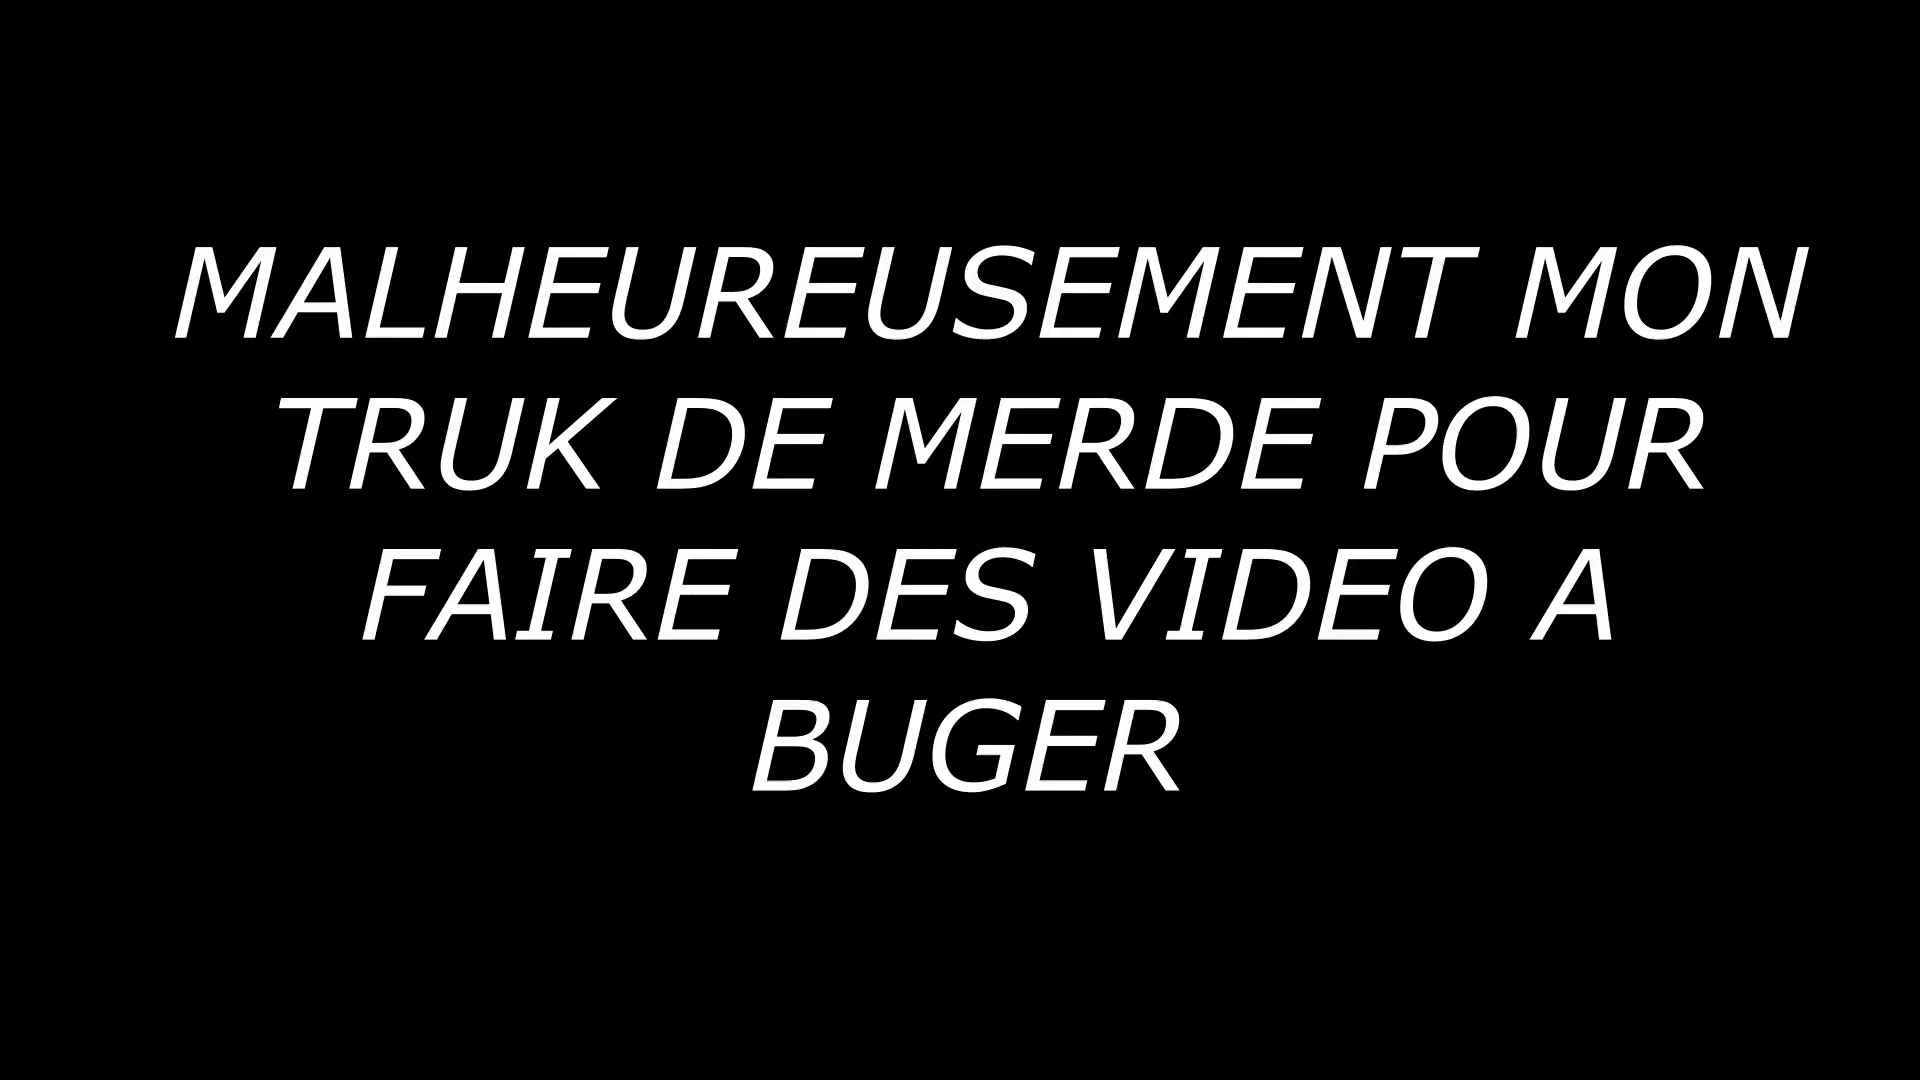 MALHEUREUSEMENT MON
TRUK DE MERDE POUR
FAIRE DES VIDEO A
BUGER